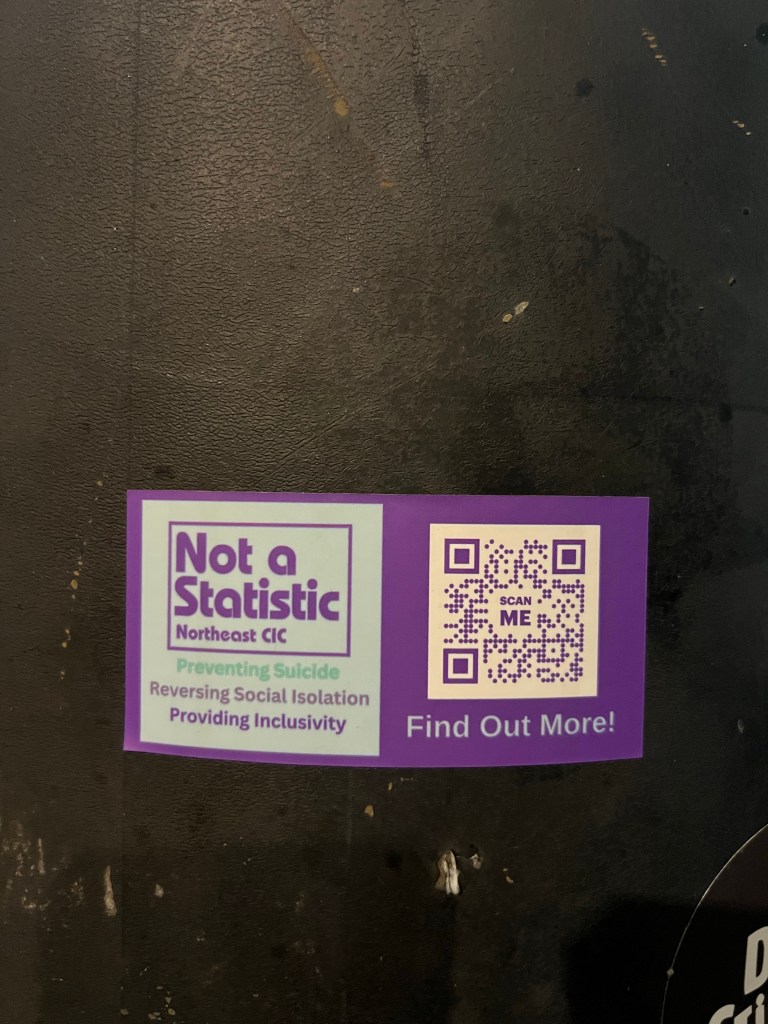 Not a
Statistic
Northeast CIC
Preventing Suicide
Reversing Social Isolation
Providing Inclusivity
SCAN
ME
Find Out More!